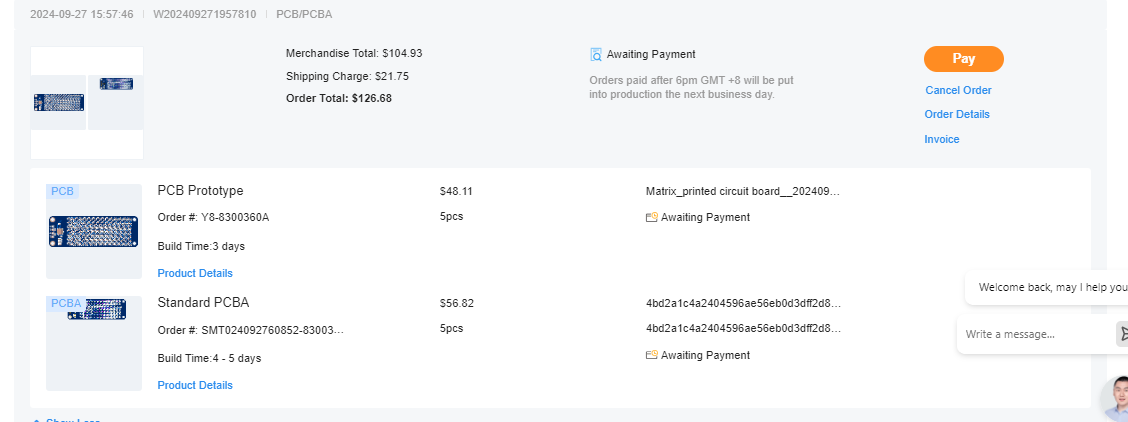 2024-09-27 15:57:46 | W202409271957810 | PCB/PCBA
Merchandise Total: $104.93
Shipping Charge: $21.75
Order Total: $126.68
Awaiting Payment
Orders paid after 6pm GMT +8 will be put
into production the next business day.
Pay
Cancel Order
Order Details
Invoice
PCB
PCB Prototype
$48.11
Matrix_printed circuit board__202409...
Order #: Y8-8300360A
5pcs
Awaiting Payment
Build Time:3 days
Product Details
PCBA
Standard PCBA
$56.82
4bd2a1c4a2404596ae56eb0d3dff2d8...
Order #: SMT024092760852-83003...
5pcs
4bd2a1c4a2404596ae56eb0d3dff2d8...
Build Time:4 - 5 days
Awaiting Payment
Product Details
Welcome back, may I help you
Write a message...
Show Less